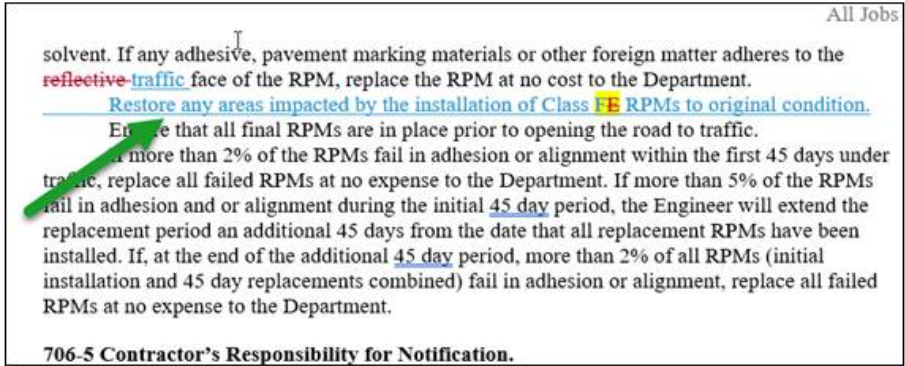 All Jobs
solvent. If any adhesive, pavement marking materials or other foreign matter adheres to the
reflective traffic face of the RPM, replace the RPM at no cost to the Department.
Restore any areas impacted by the installation of Class FE RPMs to original condition.
that all final RPMs are in place prior to opening the road to traffic.
more than 2% of the RPMs fail in adhesion or alignment within the first 45 days under
replace all failed RPMs at no expense to the Department. If more than 5% of the RPMs
fail in adhesion and or alignment during the initial 45 day period, the Engineer will extend the
replacement period an additional 45 days from the date that all replacement RPMs have been
installed. If, at the end of the additional 45 day period, more than 2% of all RPMs (initial
installation and 45 day replacements combined) fail in adhesion or alignment, replace all failed
RPMs at no expense to the Department.
706-5 Contractor's Responsibility for Notification.